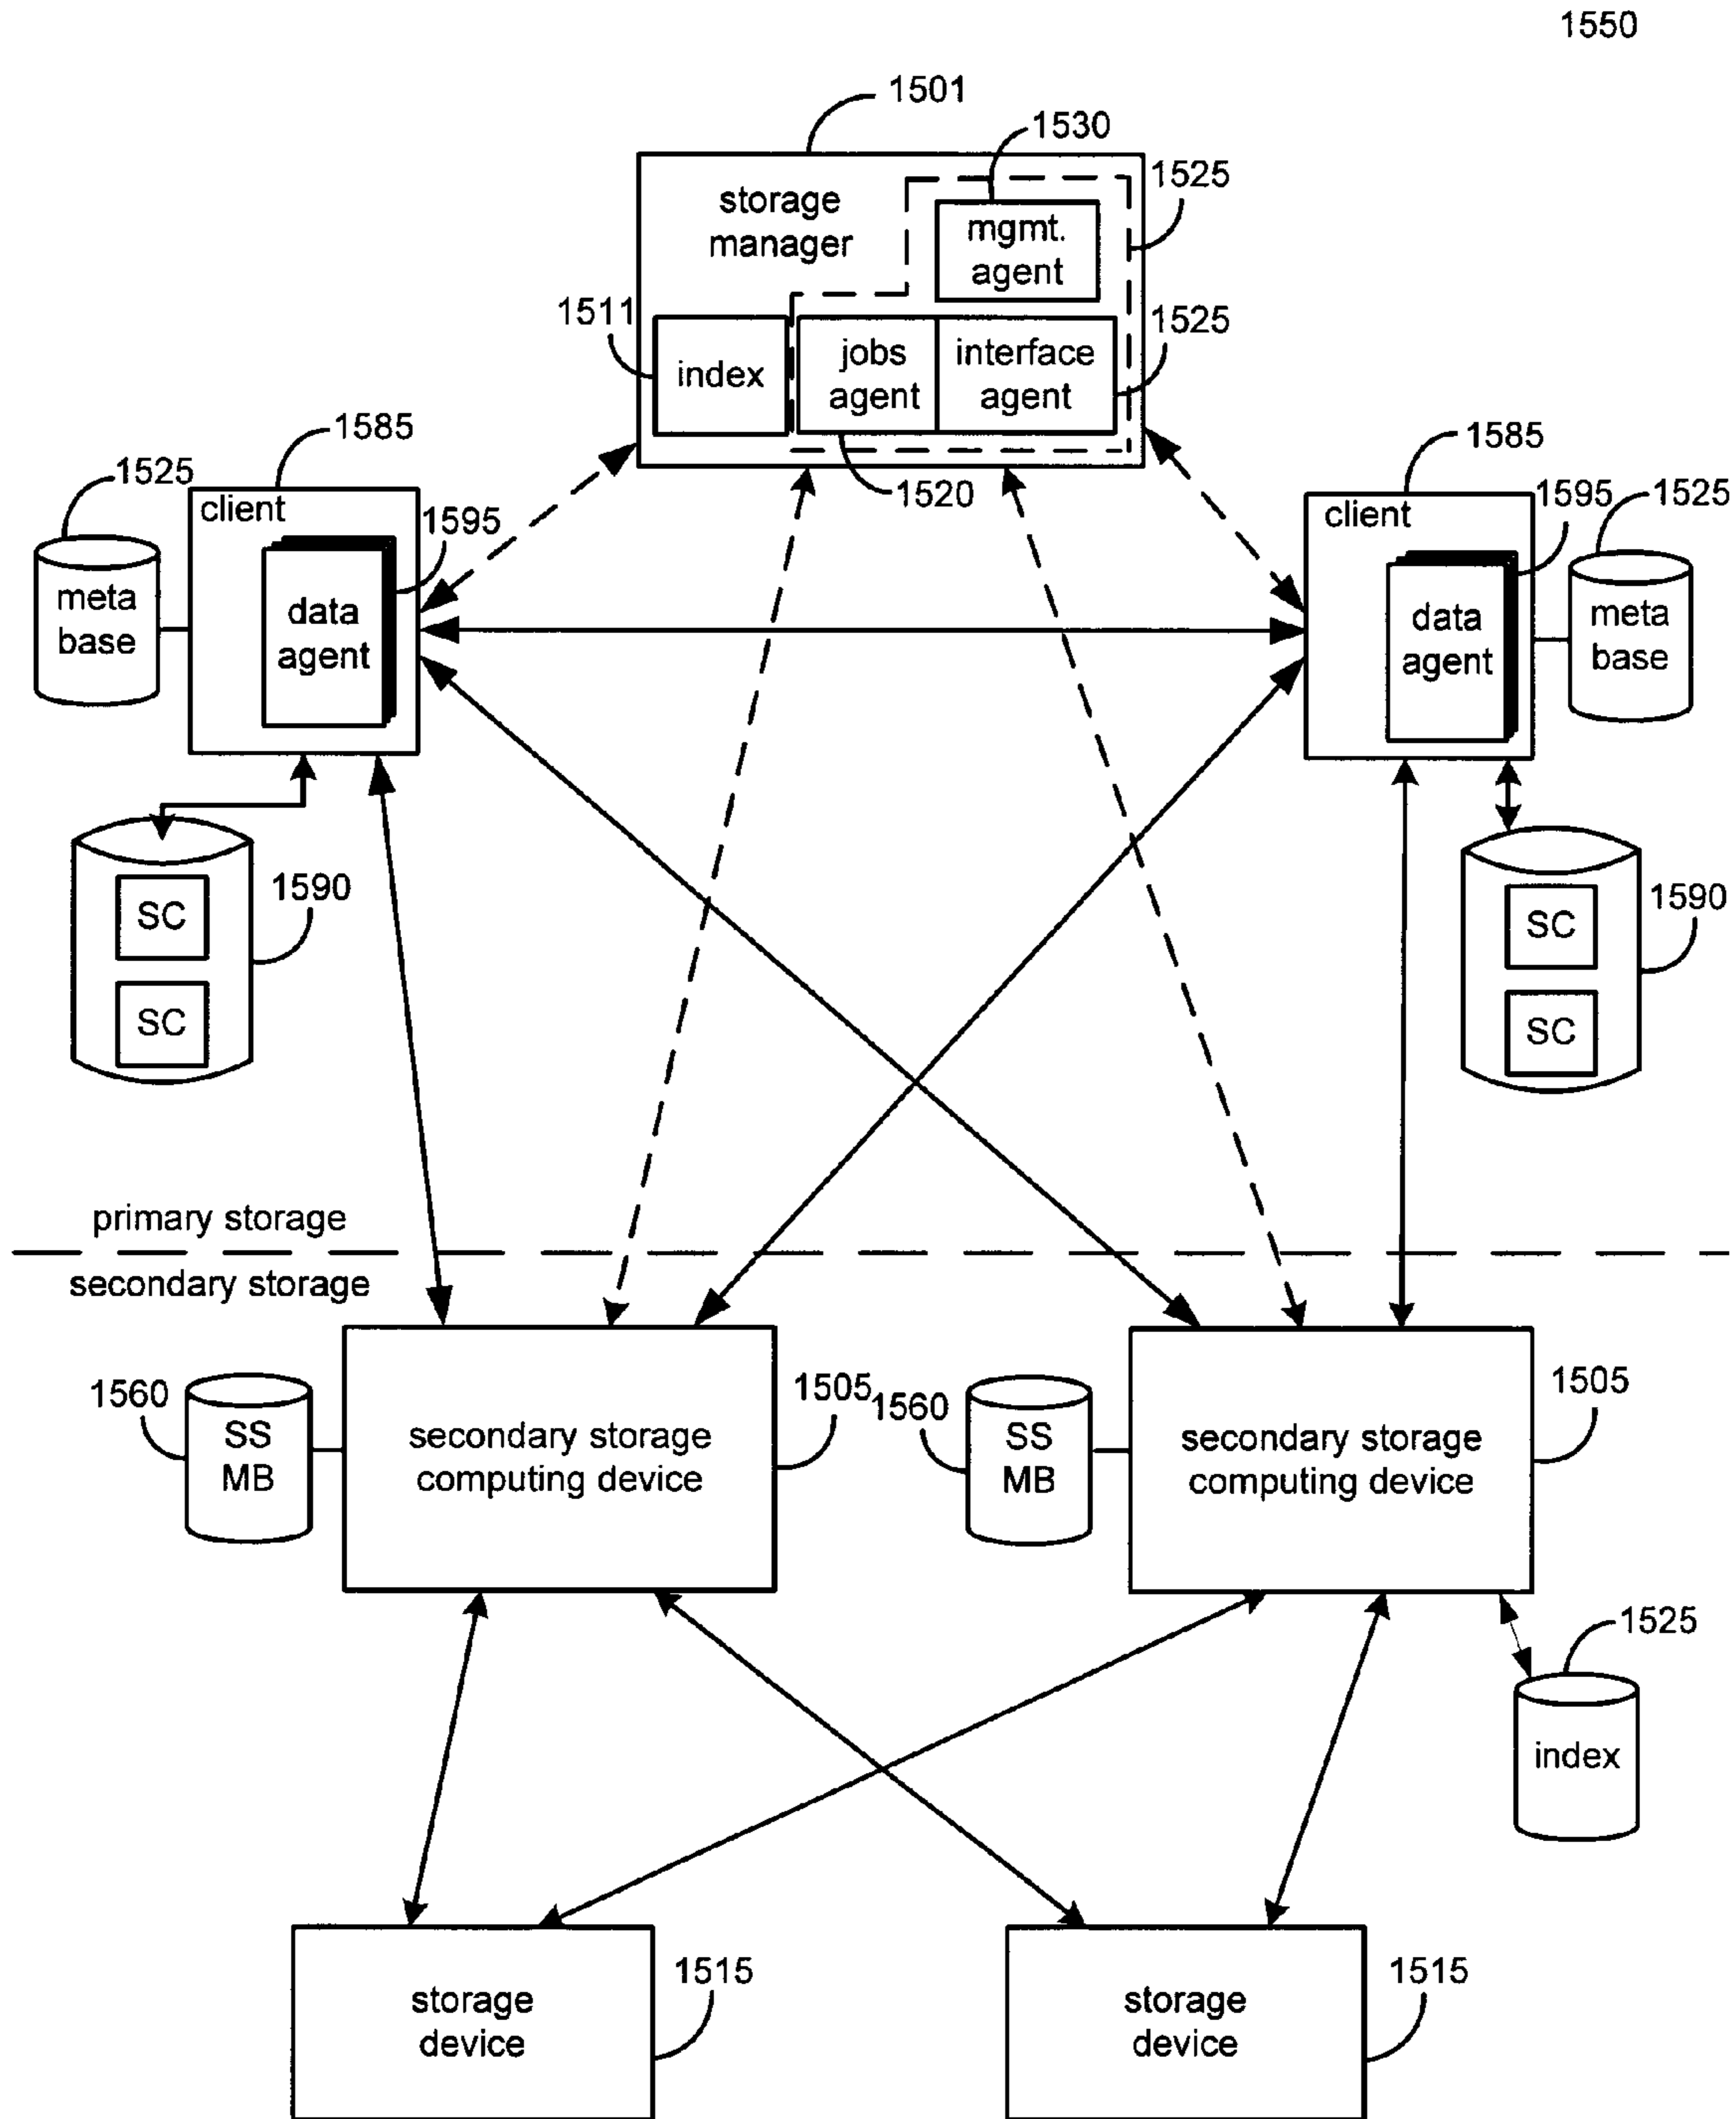 1550
1501
1530
storage
manager
1525
mgmt.
agent
1511
index
jobs
agent
interface
agent
1525
1520
1585
client
1525
1595
meta
base
data
agent
1585
client
1595
1525
data
agent
meta
base
SC
SC
1590
SC
SC
1590
primary storage
secondary storage
1560
SS
MB
secondary storage
computing device
1505
1560
SS
MB
secondary storage
computing device
1505
1525
index
storage
device
1515
storage
device
1515